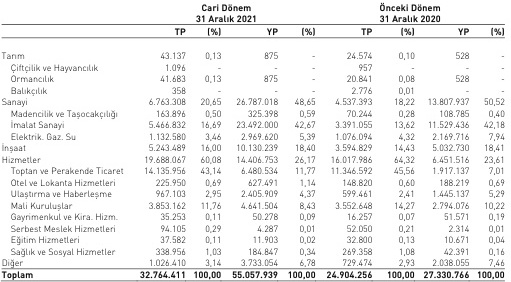 Cari Dönem Önceki Dönem
31 Aralık 2021 31 Aralık 2020
TP (%) YP (%) TP (%) YP (%)
Tarım 43.137 0,13 875 - 24.574 0,10 528 -
Çiftçilik ve Hayvancılık 1.096 - - - 957 - - -
Ormancılık 41.683 0,13 875 - 20.841 0,08 528 -
Balıkçılık 358 - - - 2.776 0,01 - -
Sanayi 6.763.308 20,65 26.787.018 48,65 4.537.393 18,22 13.807.937 50,52
Madencilik ve Taşocakçılığı 163.896 0,50 325.398 0,59 70.244 0,28 108.785 0,40
İmalat Sanayi 5.466.832 16,69 23.492.000 42,67 3.391.055 13,62 11.529.436 42,18
Elektrik. Gaz. Su 1.132.580 3,46 2.969.620 5,39 1.076.094 4,32 2.169.716 7,94
İnşaat 5.243.489 16,00 10.130.239 18,40 3.594.829 14,43 5.032.730 18,41
Hizmetler 19.688.067 60,08 14.406.753 26,17 16.017.986 64,32 6.451.516 23,61
Toptan ve Perakende Ticaret 14.135.956 43,14 6.480.534 11,77 11.346.592 45,56 1.917.137 7,01
Otel ve Lokanta Hizmetleri 225.950 0,69 627.491 1,14 148.820 0,60 188.219 0,69
Ulaştırma ve Haberleşme 967.103 2,95 2.405.909 4,37 599.461 2,41 1.445.137 5,29
Mali Kuruluşlar 3.853.162 11,76 4.641.504 8,43 3.552.648 14,27 2.794.076 10,22
Gayrimenkul ve Kira. Hizm. 35.253 0,11 50.278 0,09 16.257 0,07 51.571 0,19
Serbest Meslek Hizmetleri 94.105 0,29 4.287 0,01 52.050 0,21 2.314 0,01
Eğitim Hizmetleri 37.582 0,11 11.903 0,02 32.800 0,13 10.671 0,04
Sağlık ve Sosyal Hizmetler 338.956 1,03 184.847 0,34 269.358 1,08 42.391 0,16
Diğer 1.026.410 3,14 3.733.054 6,78 729.474 2,93 2.038.055 7,46
Toplam 32.764.411 100,00 55.057.939 100,00 24.904.256 100,00 27.330.766 100,00